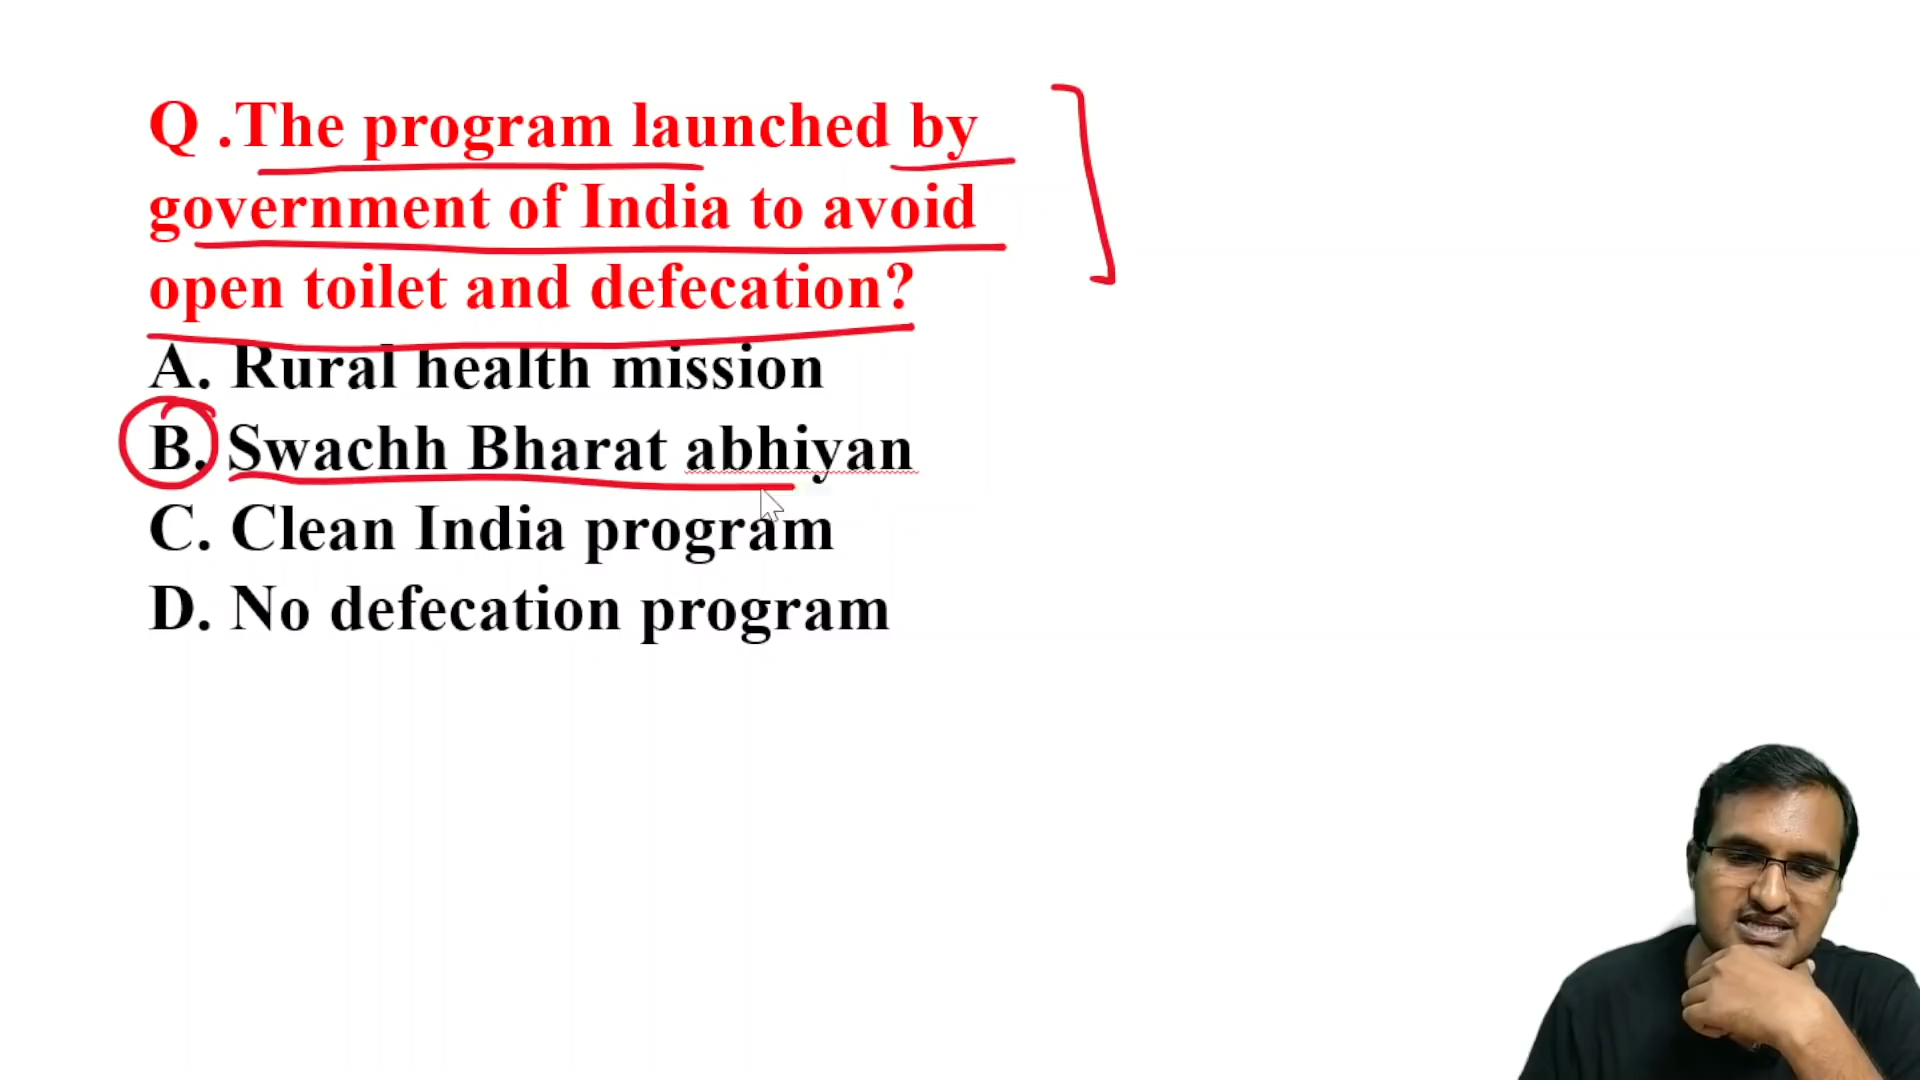 Q .The program launched by
government of India to avoid
open toilet and defecation?
A. Rural health mission
B. Swachh Bharat abhiyan
C. Clean India program
D. No defecation program